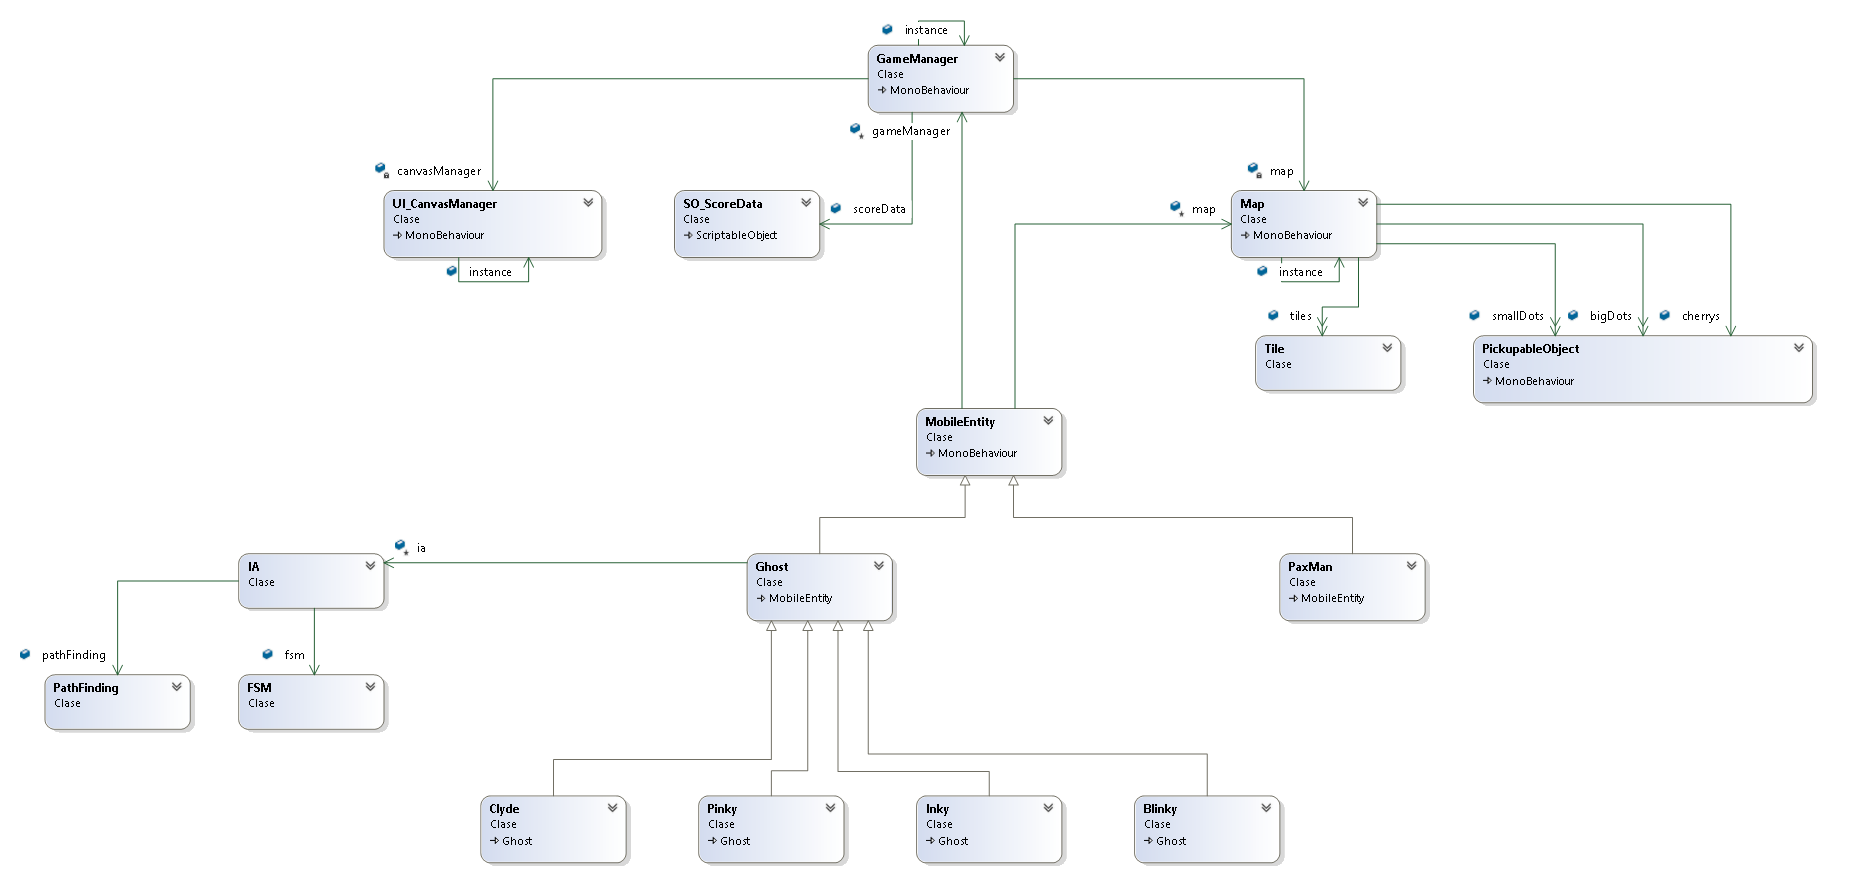 instance
GameManager
Clase
MonoBehaviour
gameManager
canvasManager
map
UI_CanvasManager
Clase
MonoBehaviour
instance
SO_ScoreData
Clase
ScriptableObject
scoreData
map
Map
Clase
MonoBehaviour
instance
tiles
smallDots
bigDots
cherrys
Tile
Clase
PickupableObject
Clase
MonoBehaviour
MobileEntity
Clase
MonoBehaviour
ia
IA
Clase
Ghost
Clase
MobileEntity
PaxMan
Clase
MobileEntity
pathFinding
fsm
PathFinding
Clase
FSM
Clase
Clyde
Clase
Ghost
Pinky
Clase
Ghost
Inky
Clase
Ghost
Blinky
Clase
Ghost